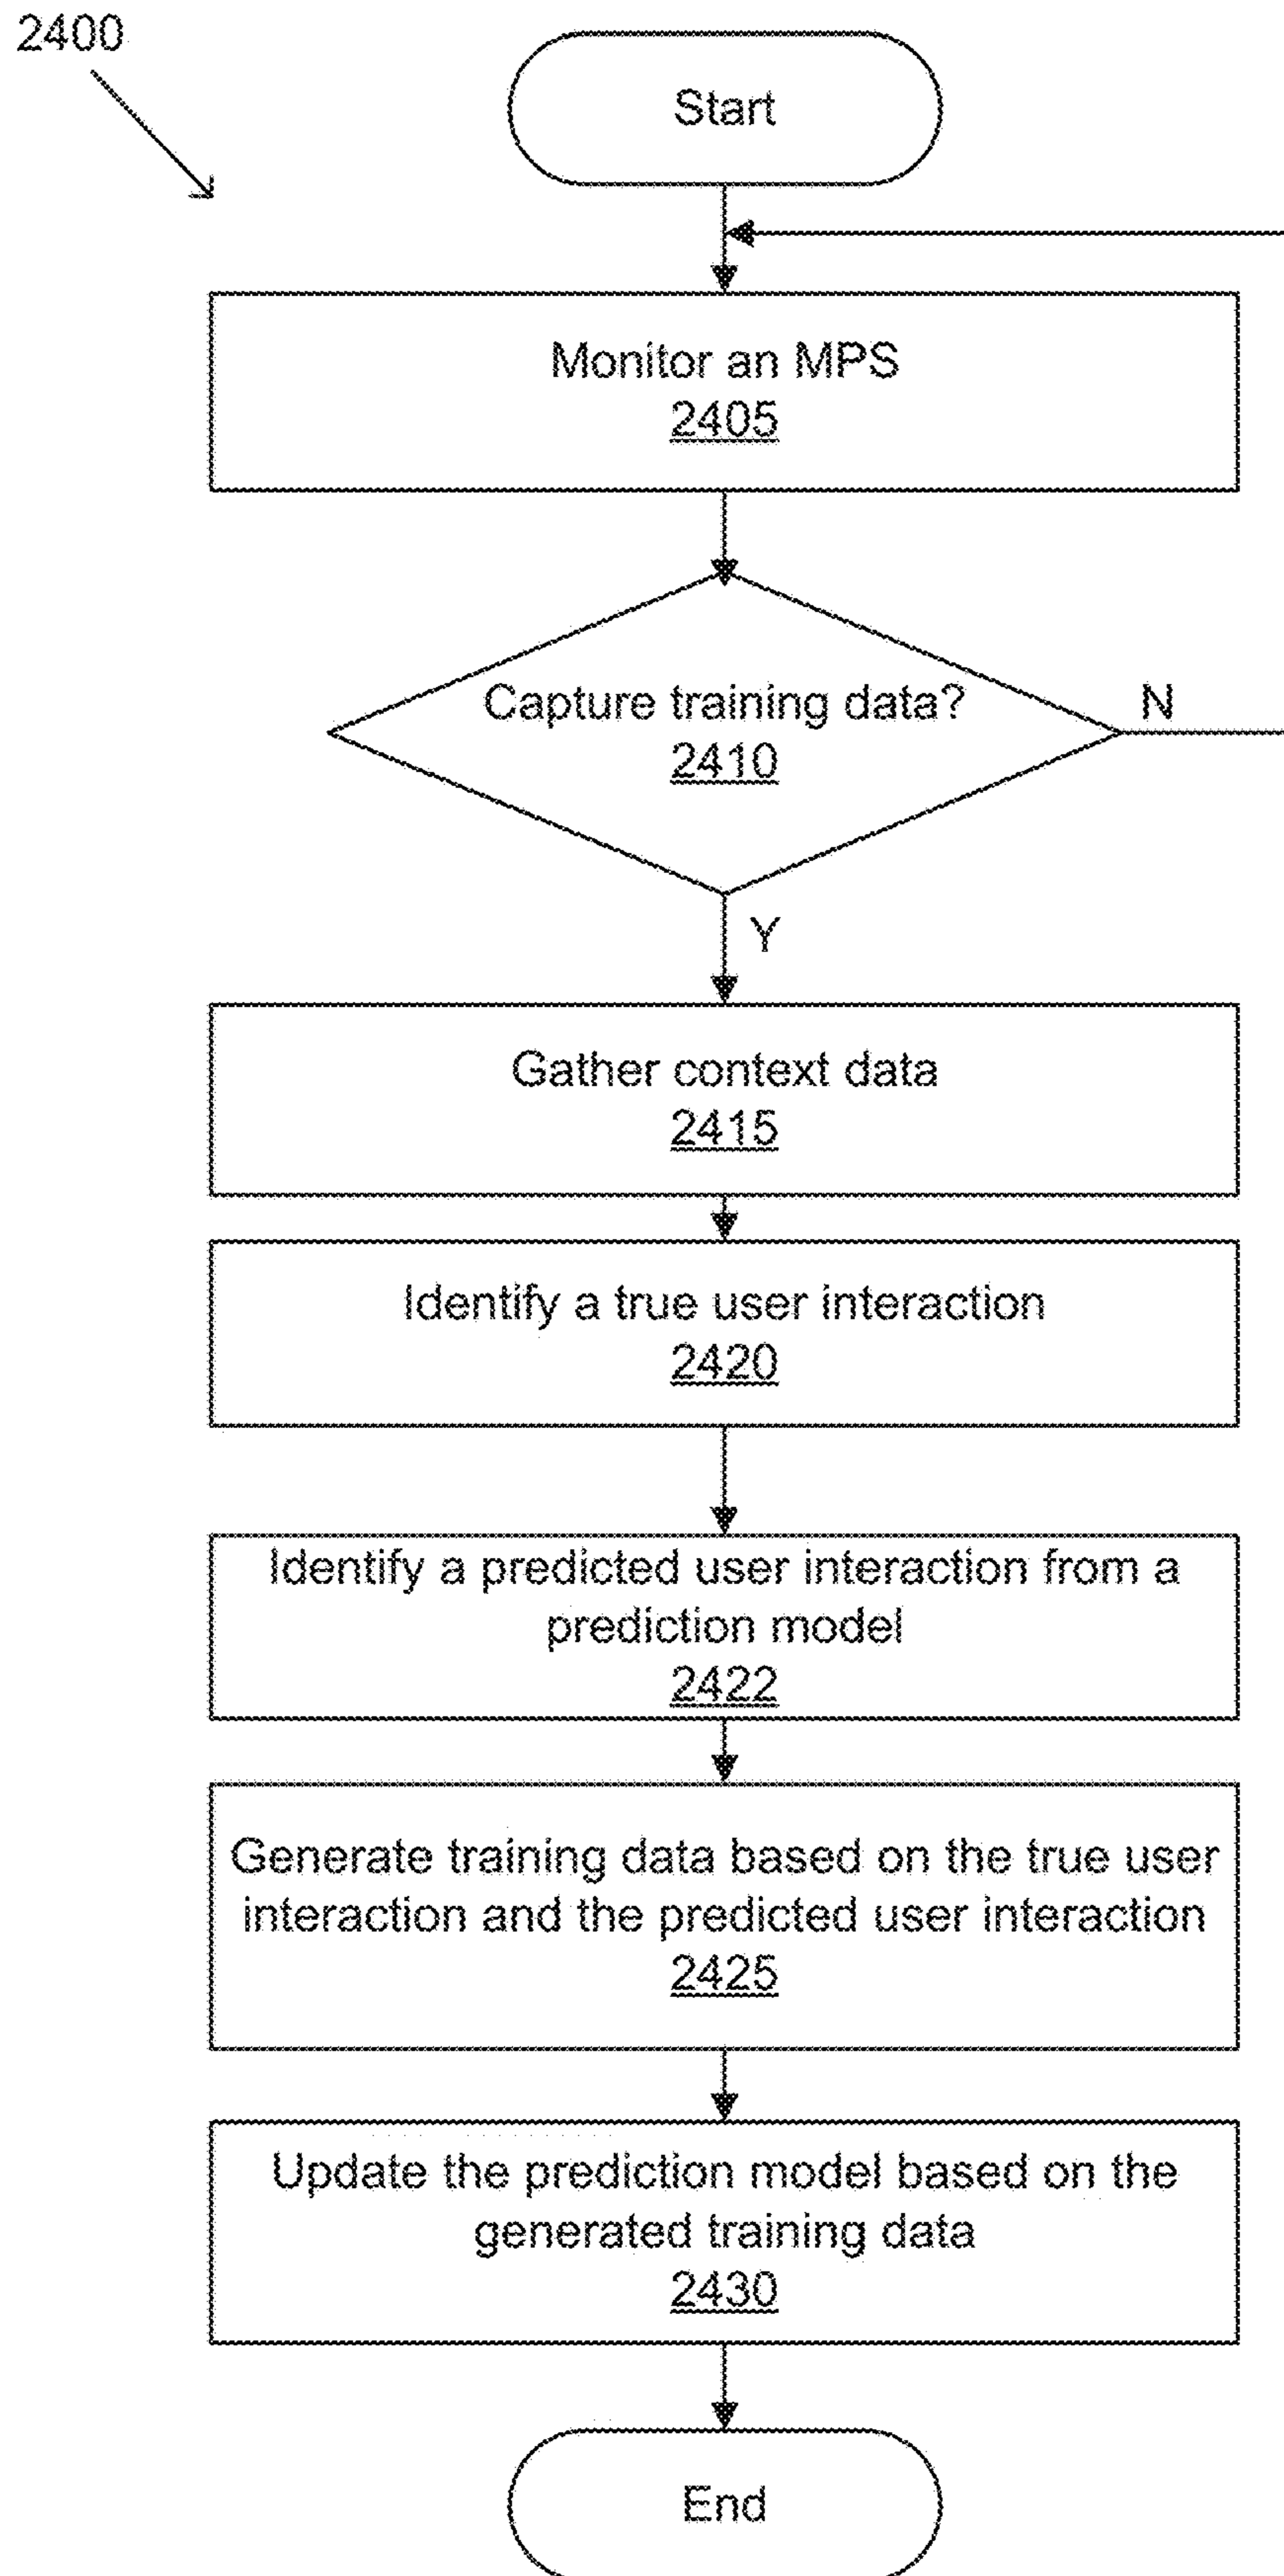 2400
Start
Monitor an MPS
2405
Capture training data?
2410
N
Y
Gather context data
2415
Identify a true user interaction
2420
Identify a predicted user interaction from a
prediction model
2422
Generate training data based on the true user
interaction and the predicted user interaction
2425
Update the prediction model based on the
generated training data
2430
End